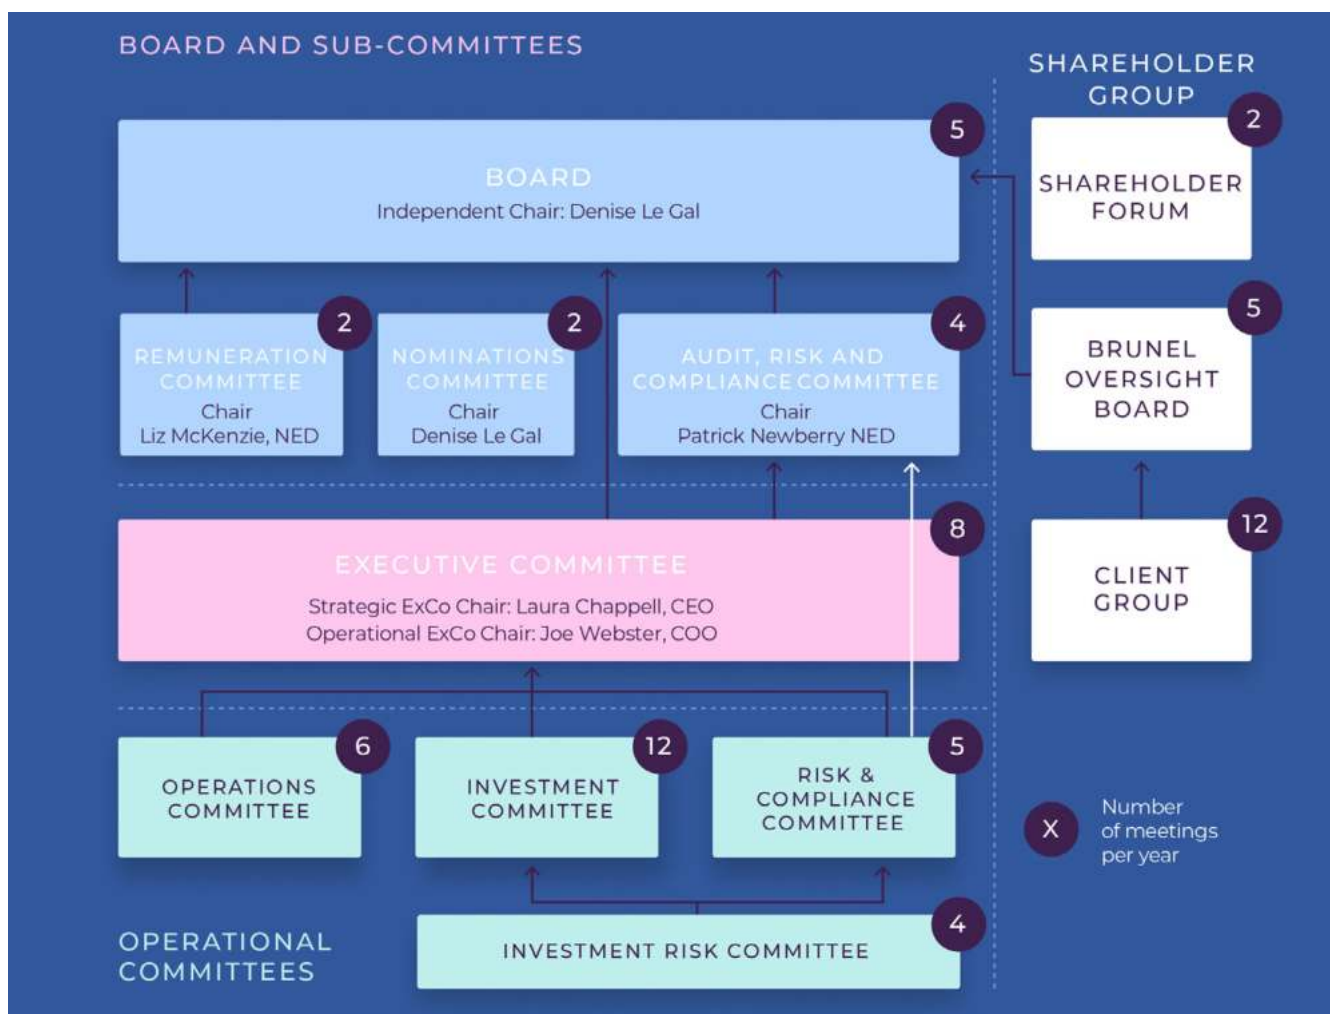 BOARD AND SUB-COMMITTEES
SHAREHOLDER
GROUP
5
BOARD
Independent Chair: Denise Le Gal
2
SHAREHOLDER
FORUM
2
REMUNERATION
COMMITTEE
Chair
Liz McKenzie, NED
2
NOMINATIONS
COMMITTEE
Chair
Denise Le Gal
4
AUDIT, RISK AND
COMPLIANCE COMMITTEE
Chair
Patrick Newberry NED
5
BRUNEL
OVERSIGHT
BOARD
8
EXECUTIVE COMMITTEE
Strategic ExCo Chair: Laura Chappell, CEO
Operational ExCo Chair: Joe Webster, COO
12
CLIENT
GROUP
6
OPERATIONS
COMMITTEE
12
INVESTMENT
COMMITTEE
5
RISK &
COMPLIANCE
COMMITTEE
X
Number
of meetings
per year
OPERATIONAL
COMMITTEES
4
INVESTMENT RISK COMMITTEE